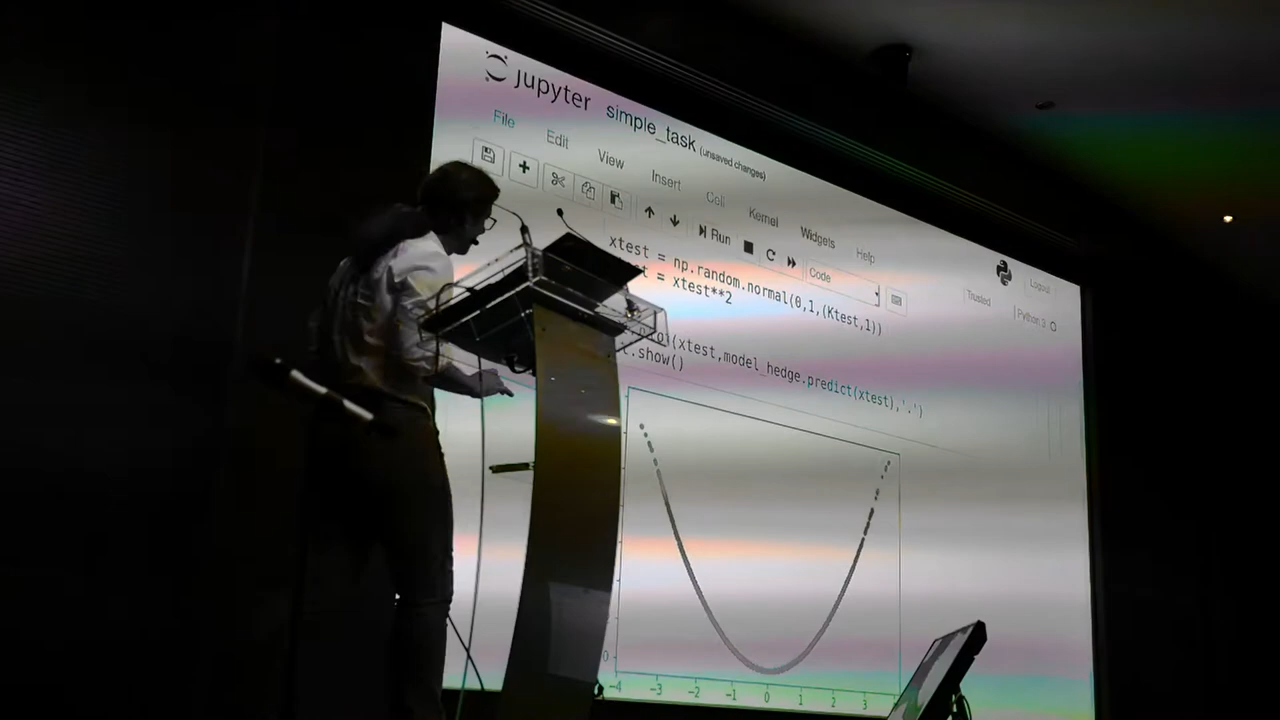 jupyter simple_task (unsaved changes)
File Edit View Insert Cell Kernel Widgets Help
Trusted Python 3 Logout
Run Code
xtest = np.random.normal(0,1,(Ktest,1))
= xtest**2
(xtest,model_hedge.predict(xtest),'.')
.show()
0
-4 -3 -2 -1 0 1 2 3